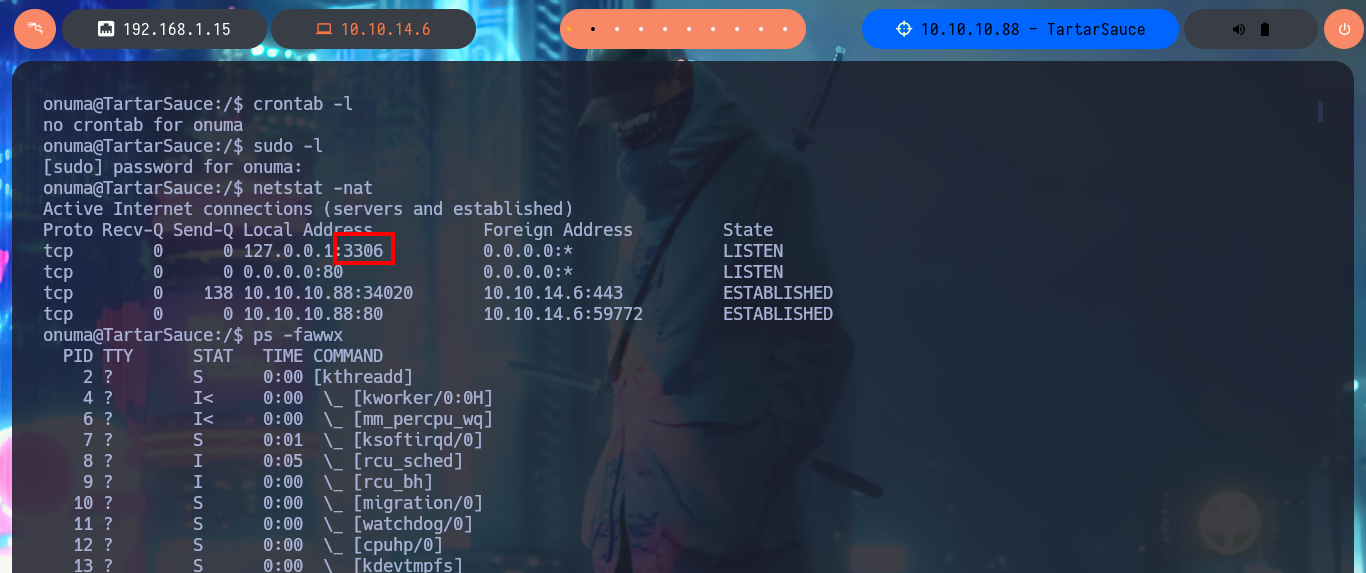 192.168.1.15 10.10.14.6 10.10.10.88 - TartarSauce
onuma@TartarSauce:/$ crontab -l
no crontab for onuma
onuma@TartarSauce:/$ sudo -l
[sudo] password for onuma:
onuma@TartarSauce:/$ netstat -nat
Active Internet connections (servers and established)
Proto Recv-Q Send-Q Local Address           Foreign Address         State
tcp        0      0 127.0.0.1:3306          0.0.0.0:*               LISTEN
tcp        0      0 0.0.0.0:80              0.0.0.0:*               LISTEN
tcp        0    138 10.10.10.88:34020       10.10.14.6:443          ESTABLISHED
tcp        0      0 10.10.10.88:80          10.10.14.6:59772        ESTABLISHED
onuma@TartarSauce:/$ ps -fawwx
  PID TTY      STAT   TIME COMMAND
    2 ?        S      0:00 [kthreadd]
    4 ?        I<     0:00  \_ [kworker/0:0H]
    6 ?        I<     0:00  \_ [mm_percpu_wq]
    7 ?        S      0:01  \_ [ksoftirqd/0]
    8 ?        I      0:05  \_ [rcu_sched]
    9 ?        I      0:00  \_ [rcu_bh]
   10 ?        S      0:00  \_ [migration/0]
   11 ?        S      0:00  \_ [watchdog/0]
   12 ?        S      0:00  \_ [cpuhp/0]
   13 ?        S      0:00  \_ [kdevtmpfs]